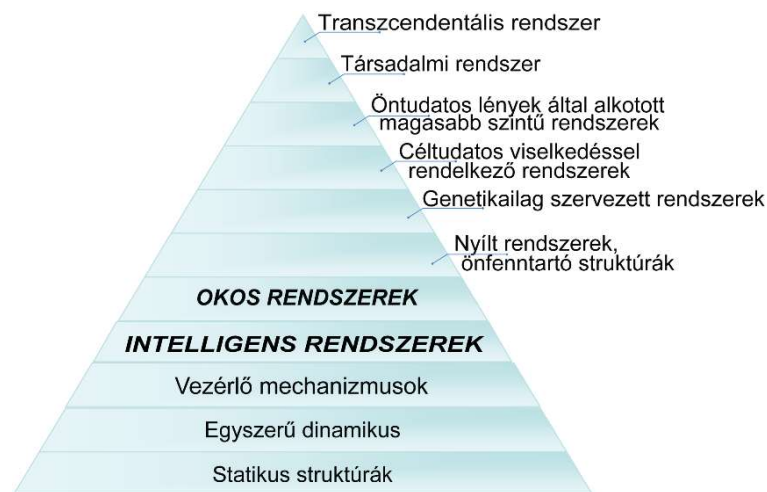 Transzcendentális rendszer
Társadalmi rendszer
Öntudatos lények által alkotott
magasabb szintű rendszerek
Céltudatos viselkedéssel
rendelkező rendszerek
Genetikailag szervezett rendszerek
Nyílt rendszerek,
önfenntartó struktúrák
OKOS RENDSZEREK
INTELLIGENS RENDSZEREK
Vezérlő mechanizmusok
Egyszerű dinamikus
Statikus struktúrák